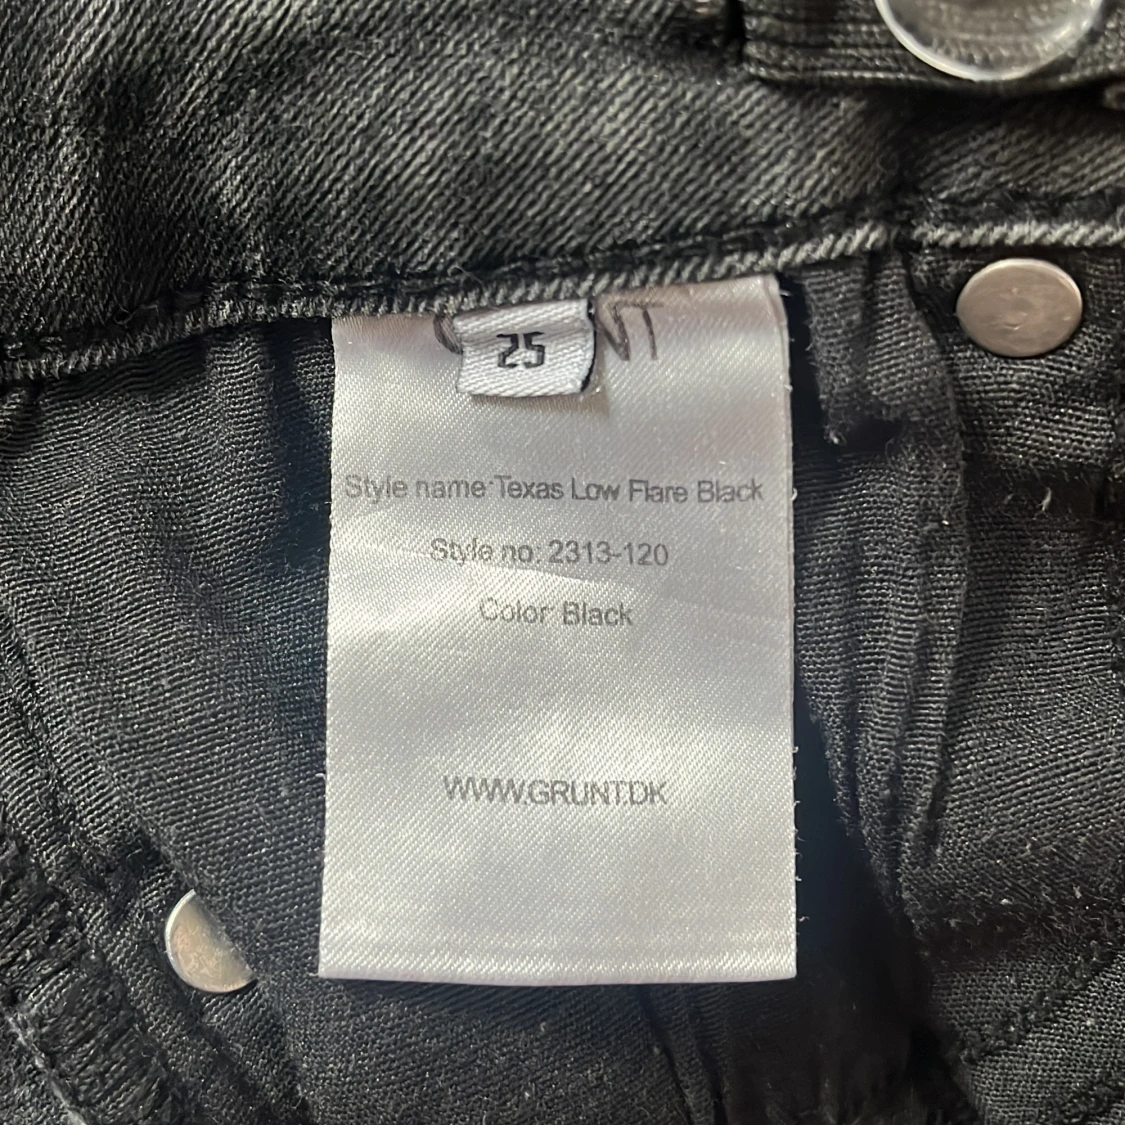 25
Style name: Texas Low Flare Black
Style no: 2313-120
Color: Black
WWW.GRUNT.DK